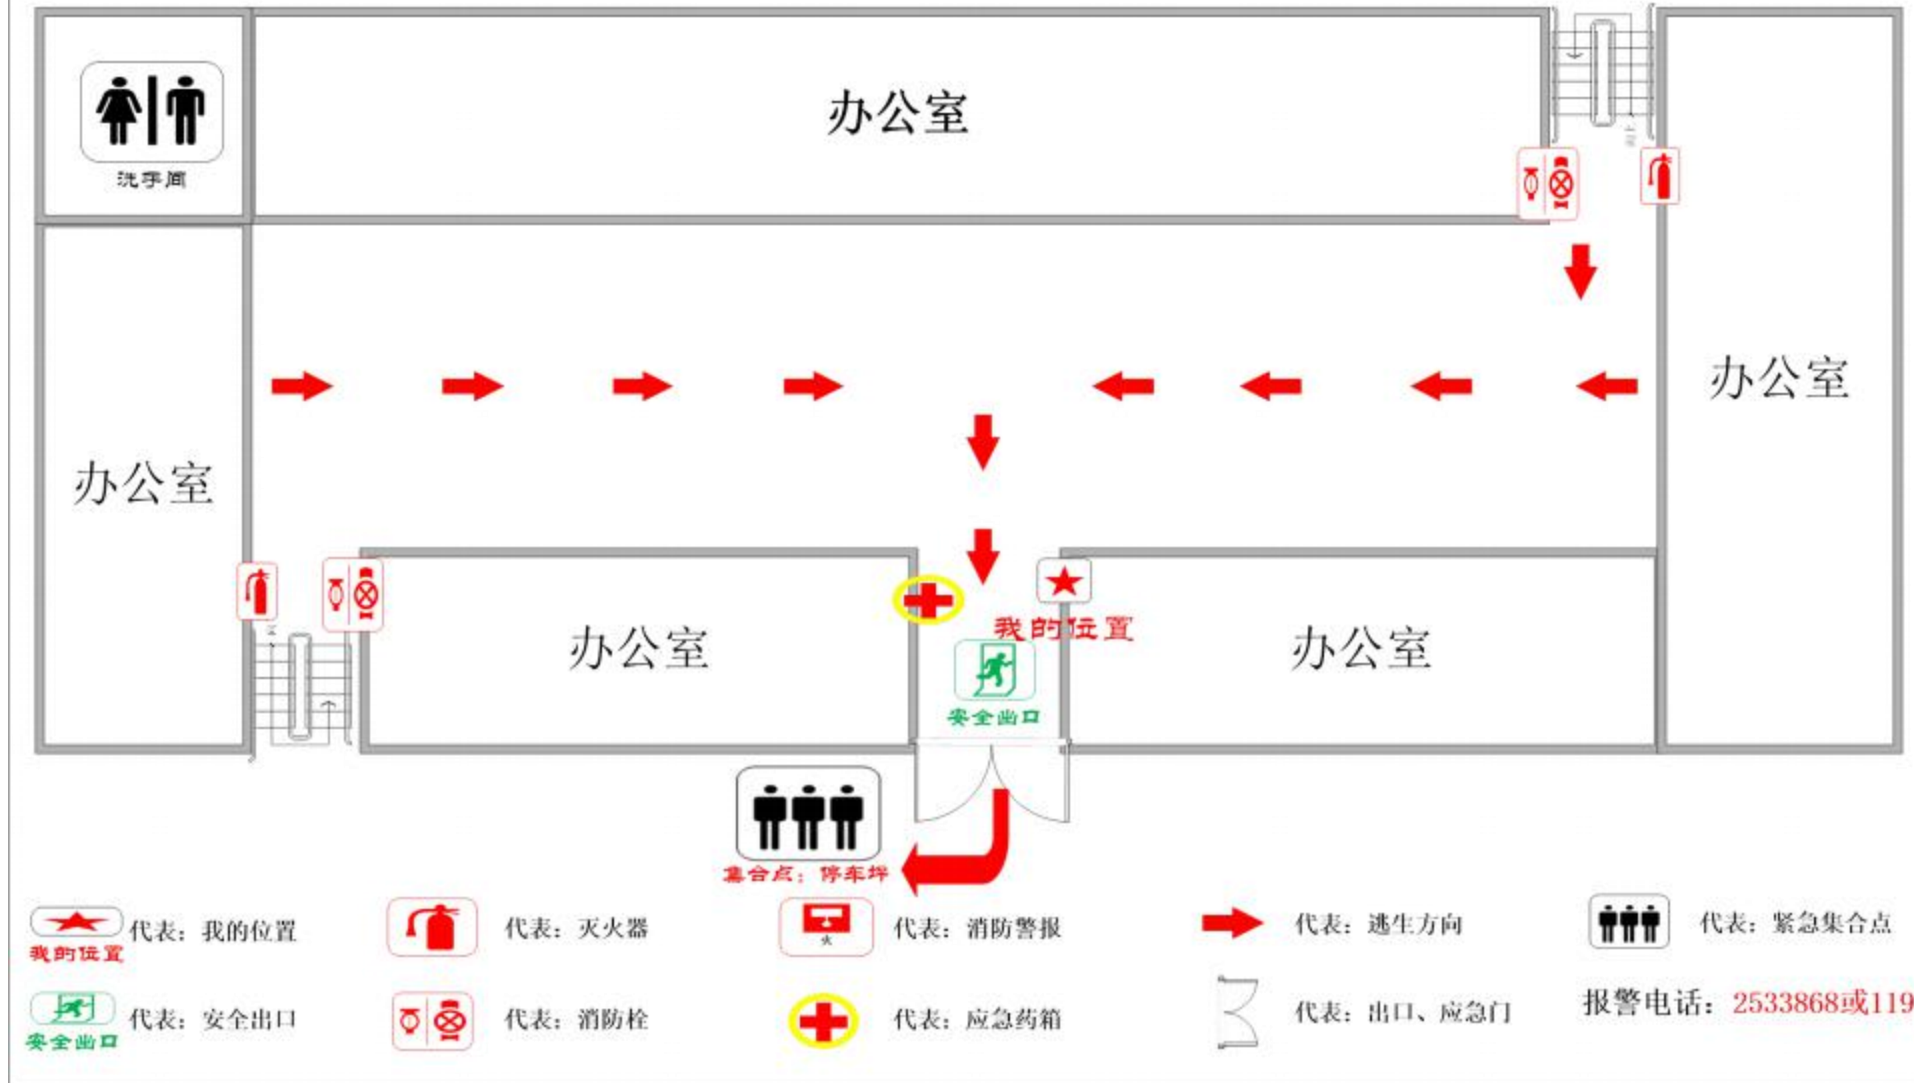 办公室
洗手间
办公室
办公室
我的位置
办公室
办公室
安全出口
集合点：停车坪
代表：我的位置
我的位置
代表：灭火器
火
代表：消防警报
代表：逃生方向
代表：紧急集合点
代表：安全出口
安全出口
代表：消防栓
代表：应急药箱
代表：出口、应急门
报警电话：2533868或119